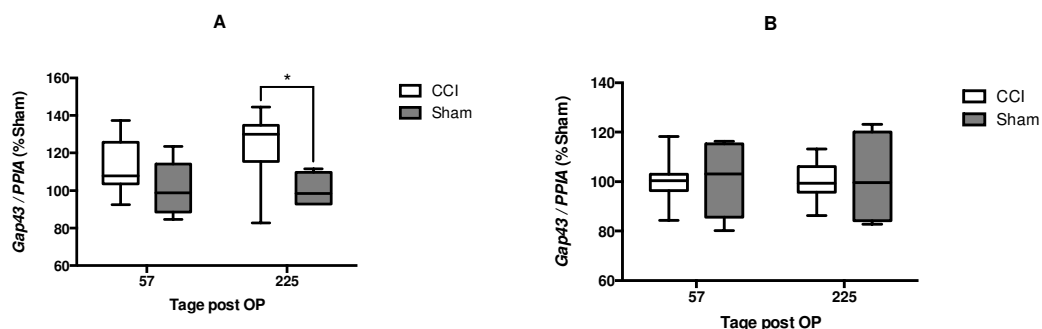 A
Gap43 / PPIA (%Sham)
160
140
120
100
80
60
*
57
225
Tage post OP
CCI
Sham
B
Gap43 / PPIA (%Sham)
140
120
100
80
60
57
225
Tage post OP
CCI
Sham